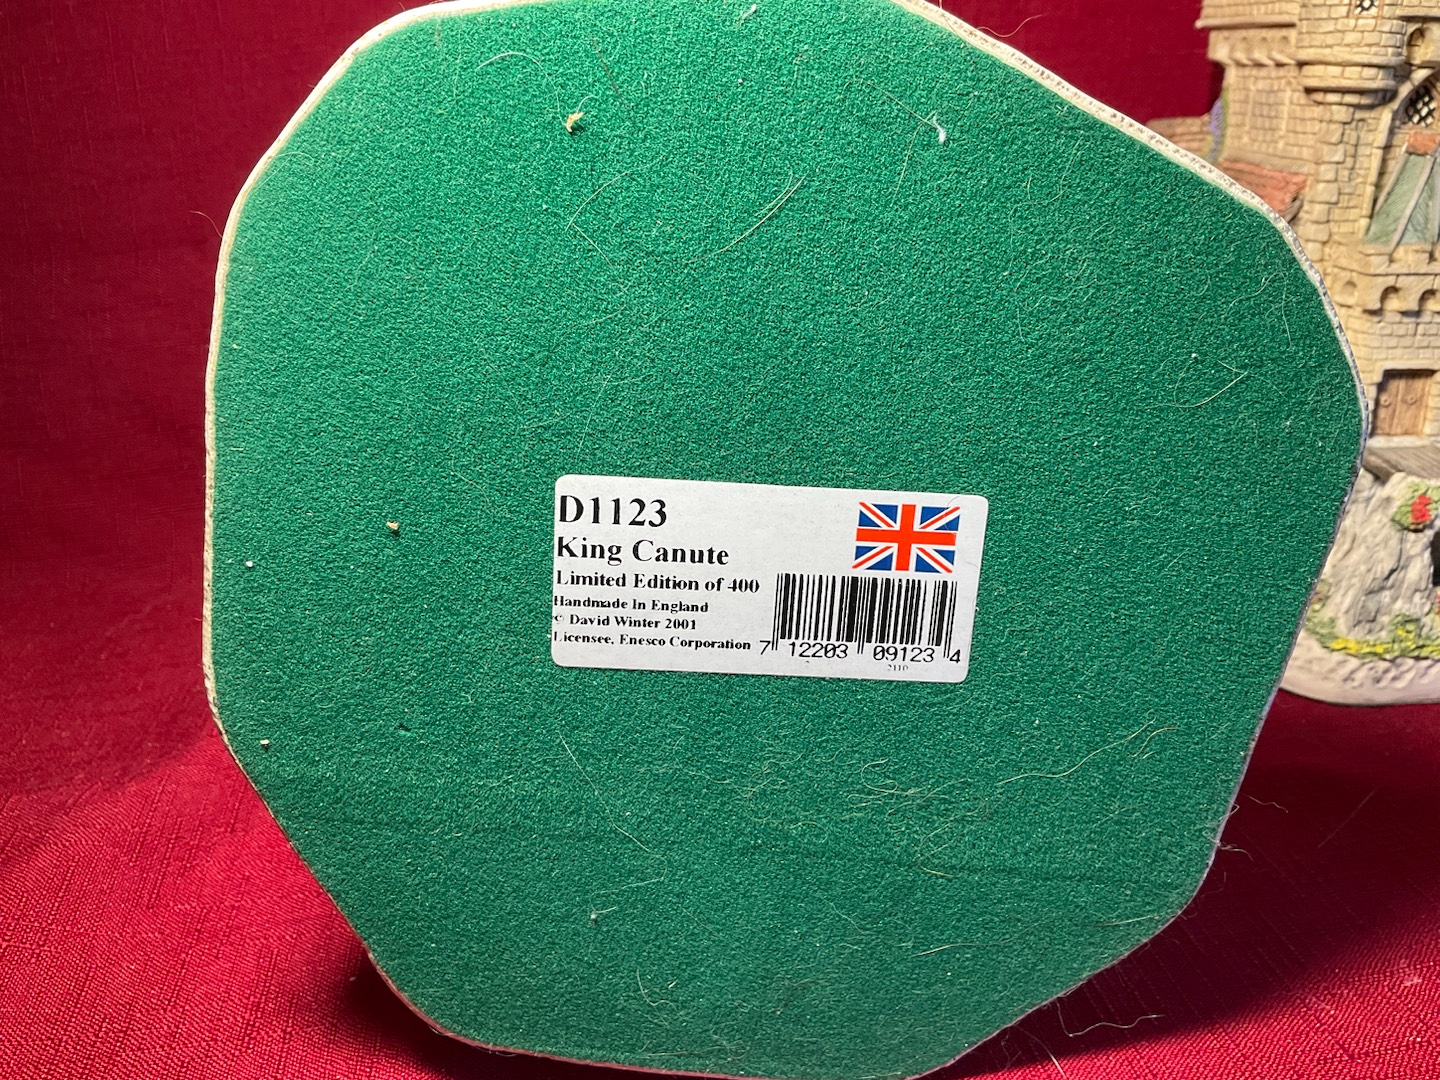 D1123
King Canute
Limited Edition of 400
Handmade In England
© David Winter 2001
Licensee, Enesco Corporation
7 12203 09123 4
2110